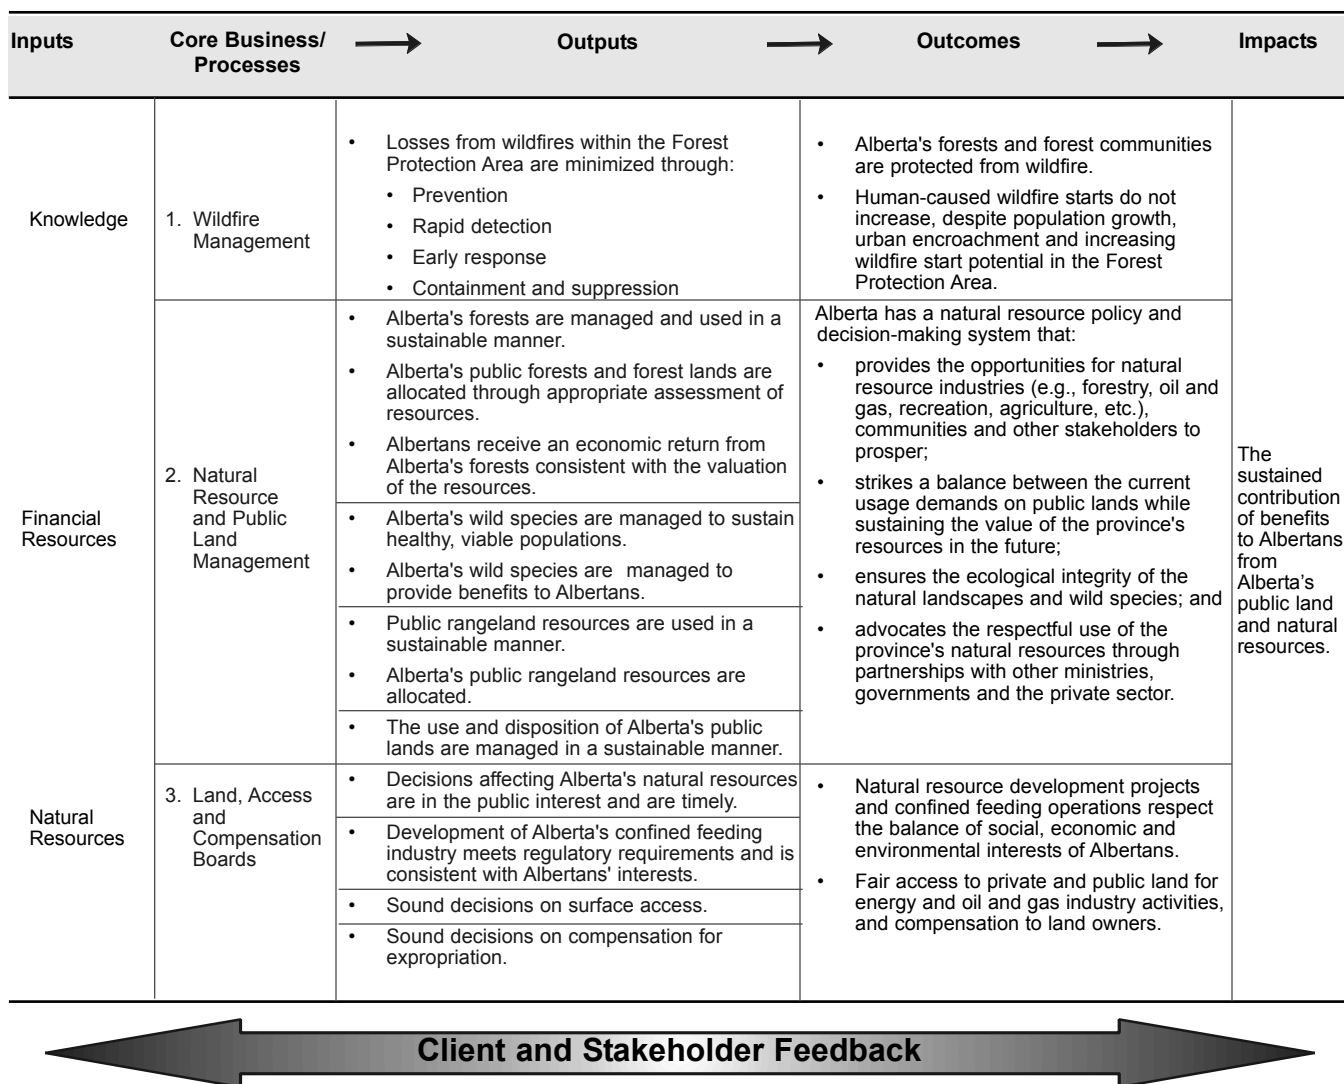 Inputs
Core Business/
Processes
Outputs
Outcomes
Impacts
Knowledge
1. Wildfire
Management
• Losses from wildfires within the Forest
Protection Area are minimized through:
• Prevention
• Rapid detection
• Early response
• Containment and suppression
• Alberta's forests and forest communities
are protected from wildfire.
• Human-caused wildfire starts do not
increase, despite population growth,
urban encroachment and increasing
wildfire start potential in the Forest
Protection Area.
Financial
Resources
2. Natural
Resource
and Public
Land
Management
• Alberta's forests are managed and used in a
sustainable manner.
• Alberta's public forests and forest lands are
allocated through appropriate assessment of
resources.
• Albertans receive an economic return from
Alberta's forests consistent with the valuation
of the resources.
• Alberta's wild species are managed to sustain
healthy, viable populations.
• Alberta's wild species are managed to
provide benefits to Albertans.
• Public rangeland resources are used in a
sustainable manner.
• Alberta's public rangeland resources are
allocated.
• The use and disposition of Alberta's public
lands are managed in a sustainable manner.
Alberta has a natural resource policy and
decision-making system that:
• provides the opportunities for natural
resource industries (e.g., forestry, oil and
gas, recreation, agriculture, etc.),
communities and other stakeholders to
prosper;
• strikes a balance between the current
usage demands on public lands while
sustaining the value of the province's
resources in the future;
• ensures the ecological integrity of the
natural landscapes and wild species; and
• advocates the respectful use of the
province's natural resources through
partnerships with other ministries,
governments and the private sector.
The
sustained
contribution
of benefits
to Albertans
from
Alberta’s
public land
and natural
resources.
Natural
Resources
3. Land, Access
and
Compensation
Boards
• Decisions affecting Alberta's natural resources
are in the public interest and are timely.
• Development of Alberta's confined feeding
industry meets regulatory requirements and is
consistent with Albertans' interests.
• Sound decisions on surface access.
• Sound decisions on compensation for
expropriation.
• Natural resource development projects
and confined feeding operations respect
the balance of social, economic and
environmental interests of Albertans.
• Fair access to private and public land for
energy and oil and gas industry activities,
and compensation to land owners.
Client and Stakeholder Feedback